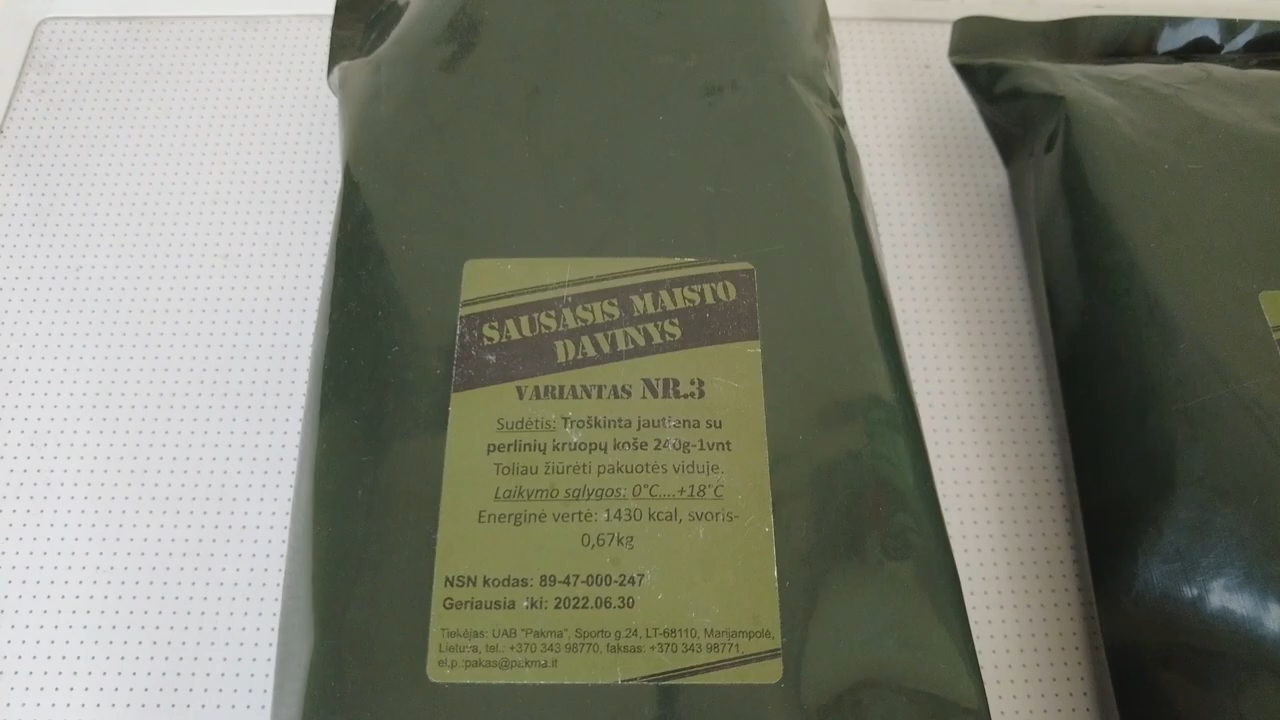 SAUSASIS MAISTO
DAVINYS
VARIANTAS NR.3
Sudėtis: Troškinta jautiena su
perlinių kruopų koše 240g-1vnt
Toliau žiūrėti pakuotės viduje.
Laikymo sąlygos: 0°C....+18°C
Energinė vertė: 1430 kcal, svoris-
0,67kg
NSN kodas: 89-47-000-247
Geriausia iki: 2022.06.30
Tiekėjas: UAB "Pakma", Sporto g.24, LT-68110, Marijampolė,
Lietuva, tel.: +370 343 98770, faksas: +370 343 98771,
el.p.:pakas@pakma.lt